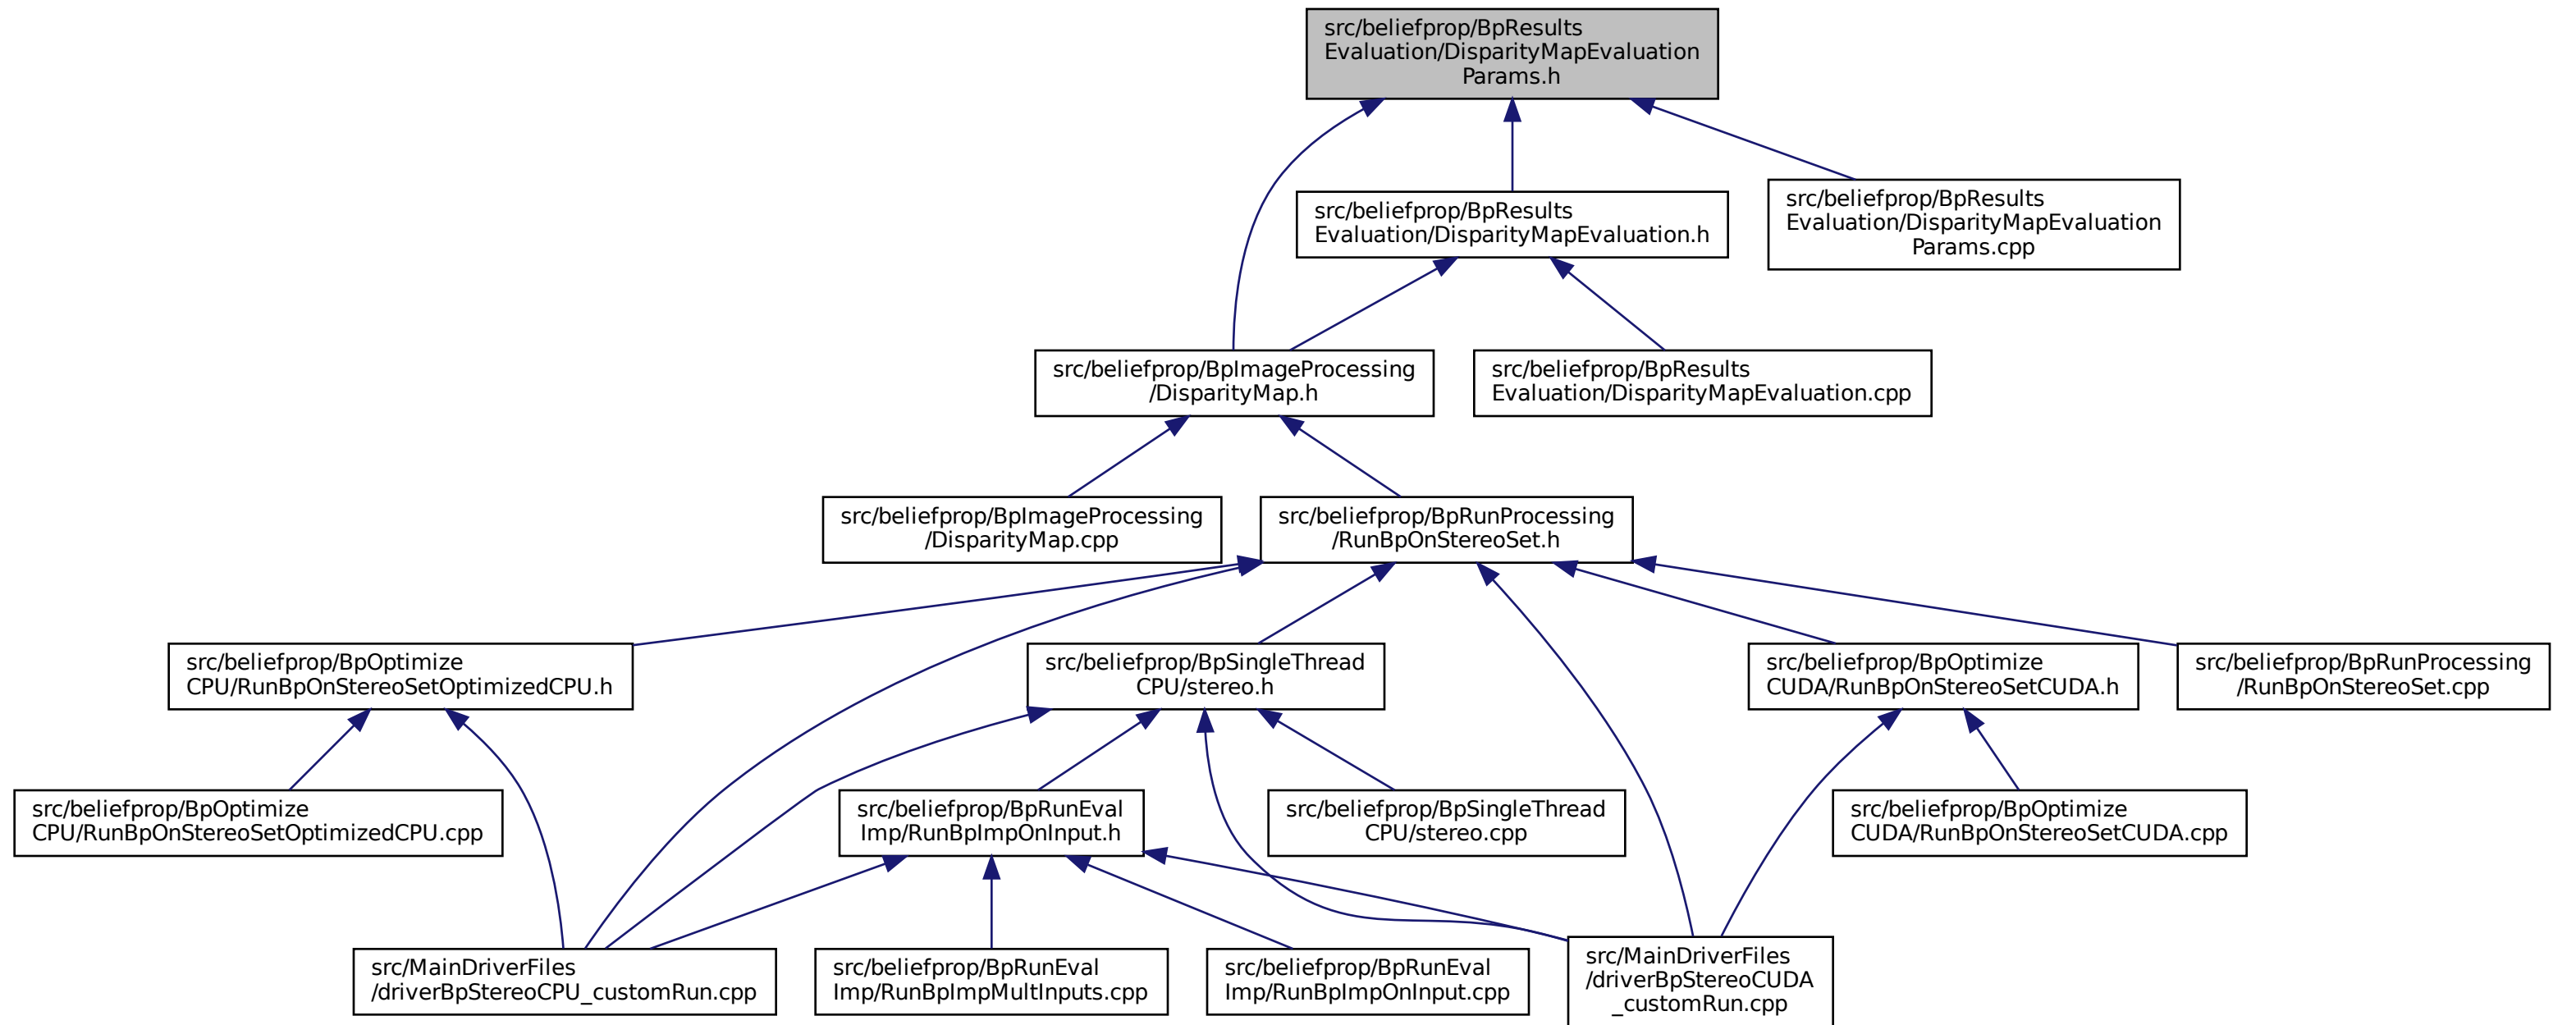 src/beliefprop/BpResults
Evaluation/DisparityMapEvaluation
Params.h
src/beliefprop/BpResults
Evaluation/DisparityMapEvaluation.h
src/beliefprop/BpResults
Evaluation/DisparityMapEvaluation
Params.cpp
src/beliefprop/BpImageProcessing
/DisparityMap.h
src/beliefprop/BpResults
Evaluation/DisparityMapEvaluation.cpp
src/beliefprop/BpImageProcessing
/DisparityMap.cpp
src/beliefprop/BpRunProcessing
/RunBpOnStereoSet.h
src/beliefprop/BpOptimize
CPU/RunBpOnStereoSetOptimizedCPU.h
src/beliefprop/BpSingleThread
CPU/stereo.h
src/beliefprop/BpOptimize
CUDA/RunBpOnStereoSetCUDA.h
src/beliefprop/BpRunProcessing
/RunBpOnStereoSet.cpp
src/beliefprop/BpOptimize
CPU/RunBpOnStereoSetOptimizedCPU.cpp
src/beliefprop/BpRunEval
Imp/RunBpImpOnInput.h
src/beliefprop/BpSingleThread
CPU/stereo.cpp
src/beliefprop/BpOptimize
CUDA/RunBpOnStereoSetCUDA.cpp
src/MainDriverFiles
/driverBpStereoCPU_customRun.cpp
src/beliefprop/BpRunEval
Imp/RunBpImpMultInputs.cpp
src/beliefprop/BpRunEval
Imp/RunBpImpOnInput.cpp
src/MainDriverFiles
/driverBpStereoCUDA
_customRun.cpp